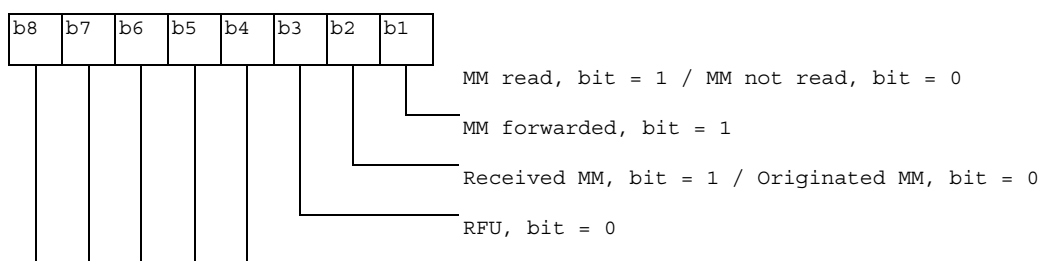 b8 b7 b6 b5 b4 b3 b2 b1
MM read, bit = 1 / MM not read, bit = 0
MM forwarded, bit = 1
Received MM, bit = 1 / Originated MM, bit = 0
RFU, bit = 0